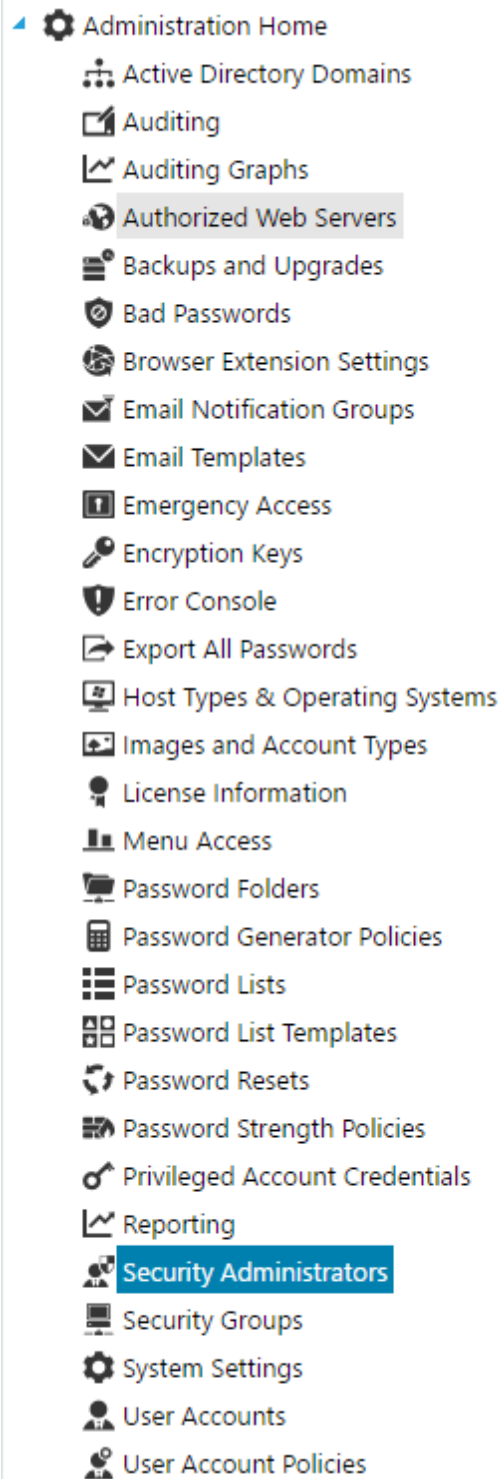 Administration Home
Active Directory Domains
Auditing
Auditing Graphs
Authorized Web Servers
Backups and Upgrades
Bad Passwords
Browser Extension Settings
Email Notification Groups
Email Templates
Emergency Access
Encryption Keys
Error Console
Export All Passwords
Host Types & Operating Systems
Images and Account Types
License Information
Menu Access
Password Folders
Password Generator Policies
Password Lists
Password List Templates
Password Resets
Password Strength Policies
Privileged Account Credentials
Reporting
Security Administrators
Security Groups
System Settings
User Accounts
User Account Policies